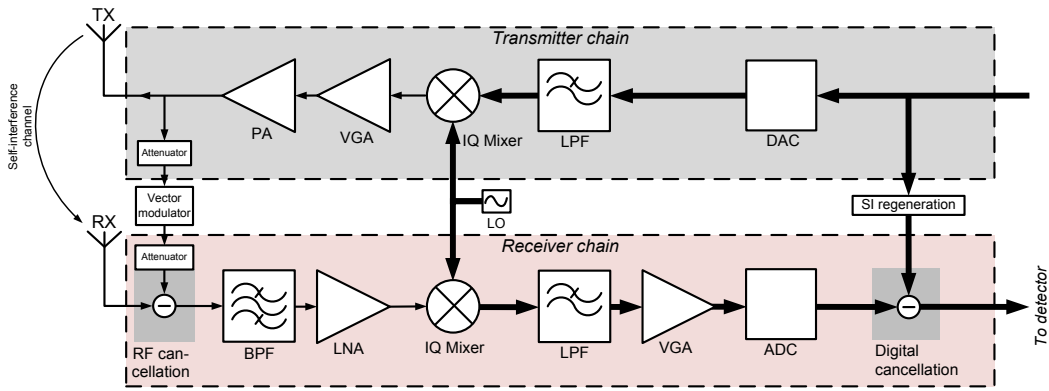 TX
Transmitter chain
Self-interference
channel
PA
VGA
IQ Mixer
LPF
DAC
Attenuator
Vector
modulator
SI regeneration
LO
RX
Receiver chain
Attenuator
RF can-
cellation
BPF
LNA
IQ Mixer
LPF
VGA
ADC
Digital
cancellation
To detector